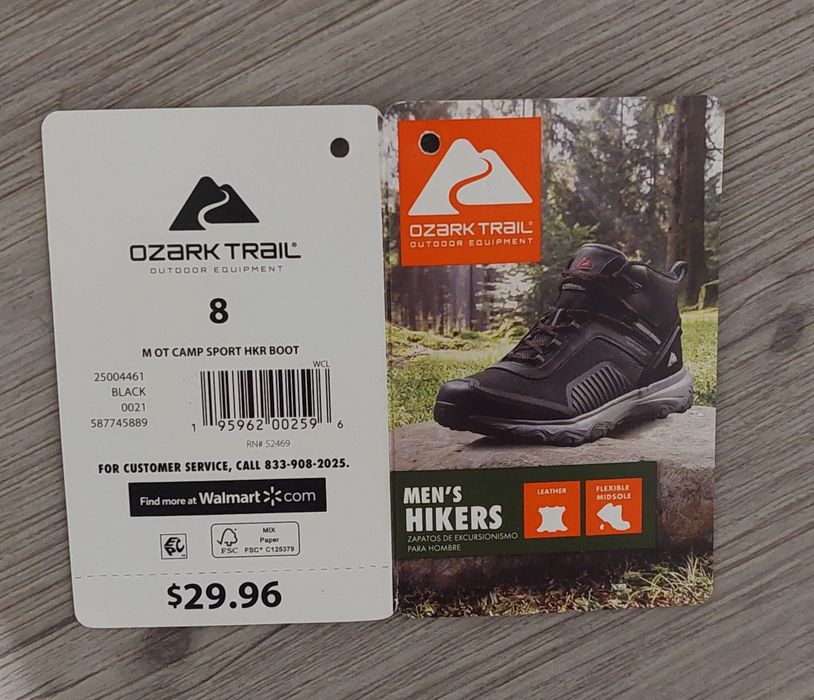 OZARK TRAIL®
OUTDOOR EQUIPMENT
8
M OT CAMP SPORT HKR BOOT
WCL
25004461
BLACK
0021
587745889
1 95962 00259 6
RN# 52469
FOR CUSTOMER SERVICE, CALL 833-908-2025.
Find more at Walmart.com
FSC
MIX
Paper
FSC® C125379
$29.96
OZARK TRAIL®
OUTDOOR EQUIPMENT
MEN'S
HIKERS
ZAPATOS DE EXCURSIONISMO
PARA HOMBRE
LEATHER
FLEXIBLE
MIDSOLE